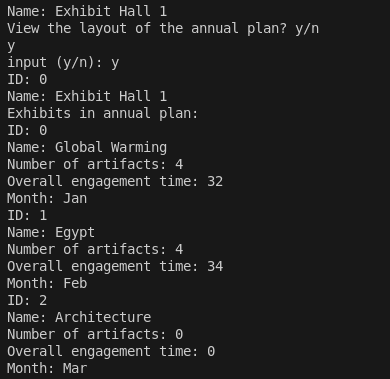 Name: Exhibit Hall 1
View the layout of the annual plan? y/n
y
input (y/n): y
ID: 0
Name: Exhibit Hall 1
Exhibits in annual plan:
ID: 0
Name: Global Warming
Number of artifacts: 4
Overall engagement time: 32
Month: Jan
ID: 1
Name: Egypt
Number of artifacts: 4
Overall engagement time: 34
Month: Feb
ID: 2
Name: Architecture
Number of artifacts: 0
Overall engagement time: 0
Month: Mar